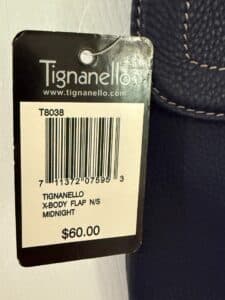 Tignanello
www.tignanello.com
T8038
7 11372 07595 3
TIGNANELLO
X-BODY FLAP N/S
MIDNIGHT
$60.00